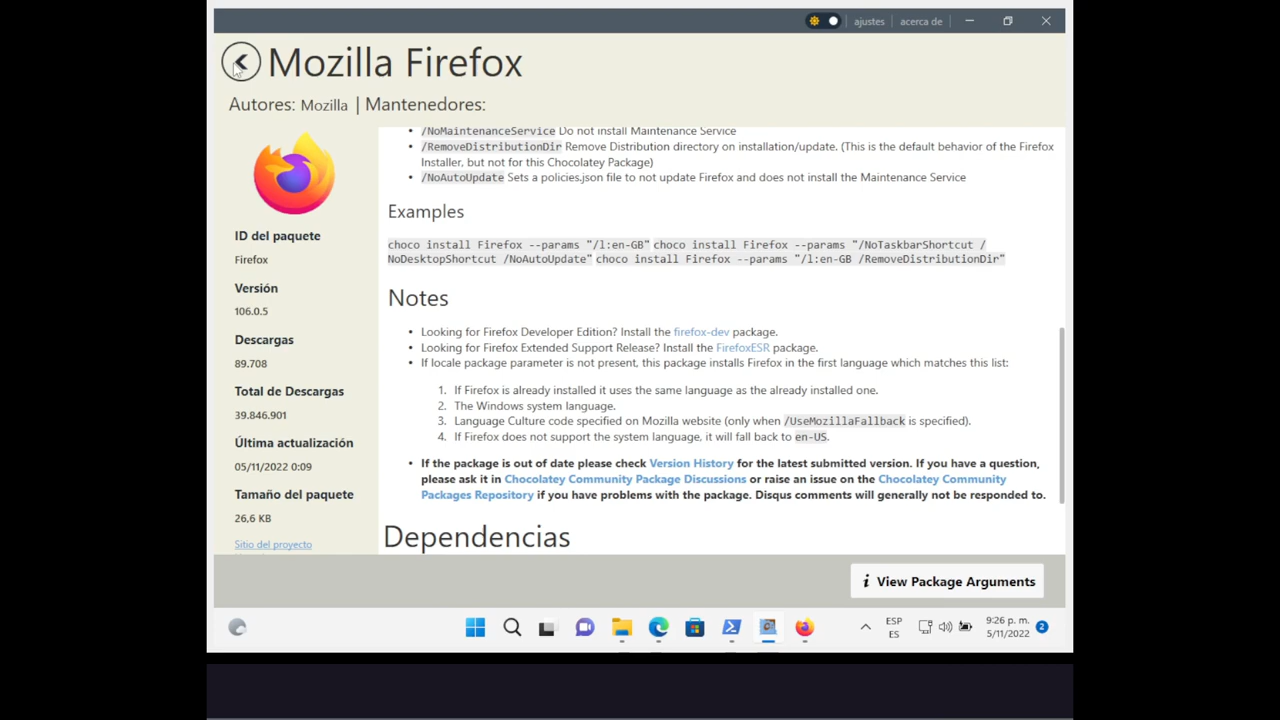 ajustes
acerca de
Mozilla Firefox
Autores: Mozilla | Mantenedores:
ID del paquete
Firefox
Versión
106.0.5
Descargas
89.708
Total de Descargas
39.846.901
Última actualización
05/11/2022 0:09
Tamaño del paquete
26,6 KB
Sitio del proyecto
• /NoMaintenanceService Do not install Maintenance Service
• /RemoveDistributionDir Remove Distribution directory on installation/update. (This is the default behavior of the Firefox
Installer, but not for this Chocolatey Package)
• /NoAutoUpdate Sets a policies.json file to not update Firefox and does not install the Maintenance Service
Examples
choco install Firefox --params "/l:en-GB" choco install Firefox --params "/NoTaskbarShortcut /
NoDesktopShortcut /NoAutoUpdate" choco install Firefox --params "/l:en-GB /RemoveDistributionDir"
Notes
• Looking for Firefox Developer Edition? Install the firefox-dev package.
• Looking for Firefox Extended Support Release? Install the FirefoxESR package.
• If locale package parameter is not present, this package installs Firefox in the first language which matches this list:
1. If Firefox is already installed it uses the same language as the already installed one.
2. The Windows system language.
3. Language Culture code specified on Mozilla website (only when /UseMozillaFallback is specified).
4. If Firefox does not support the system language, it will fall back to en-US.
• If the package is out of date please check Version History for the latest submitted version. If you have a question,
please ask it in Chocolatey Community Package Discussions or raise an issue on the Chocolatey Community
Packages Repository if you have problems with the package. Disqus comments will generally not be responded to.
Dependencias
i View Package Arguments
ESP
ES
9:26 p. m.
5/11/2022
2